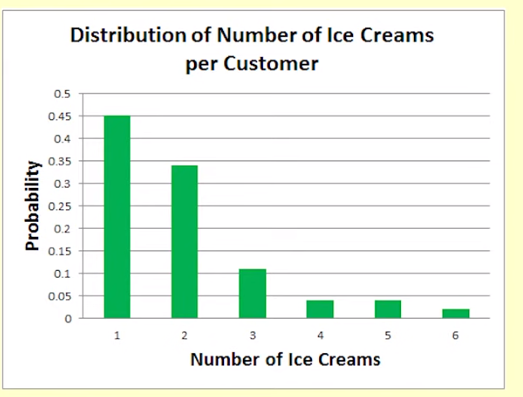 Distribution of Number of Ice Creams
per Customer
0.5
0.45
0.4
0.35
0.3
0.25
0.2
0.15
0.1
0.05
0
Probability
1 2 3 4 5 6
Number of Ice Creams